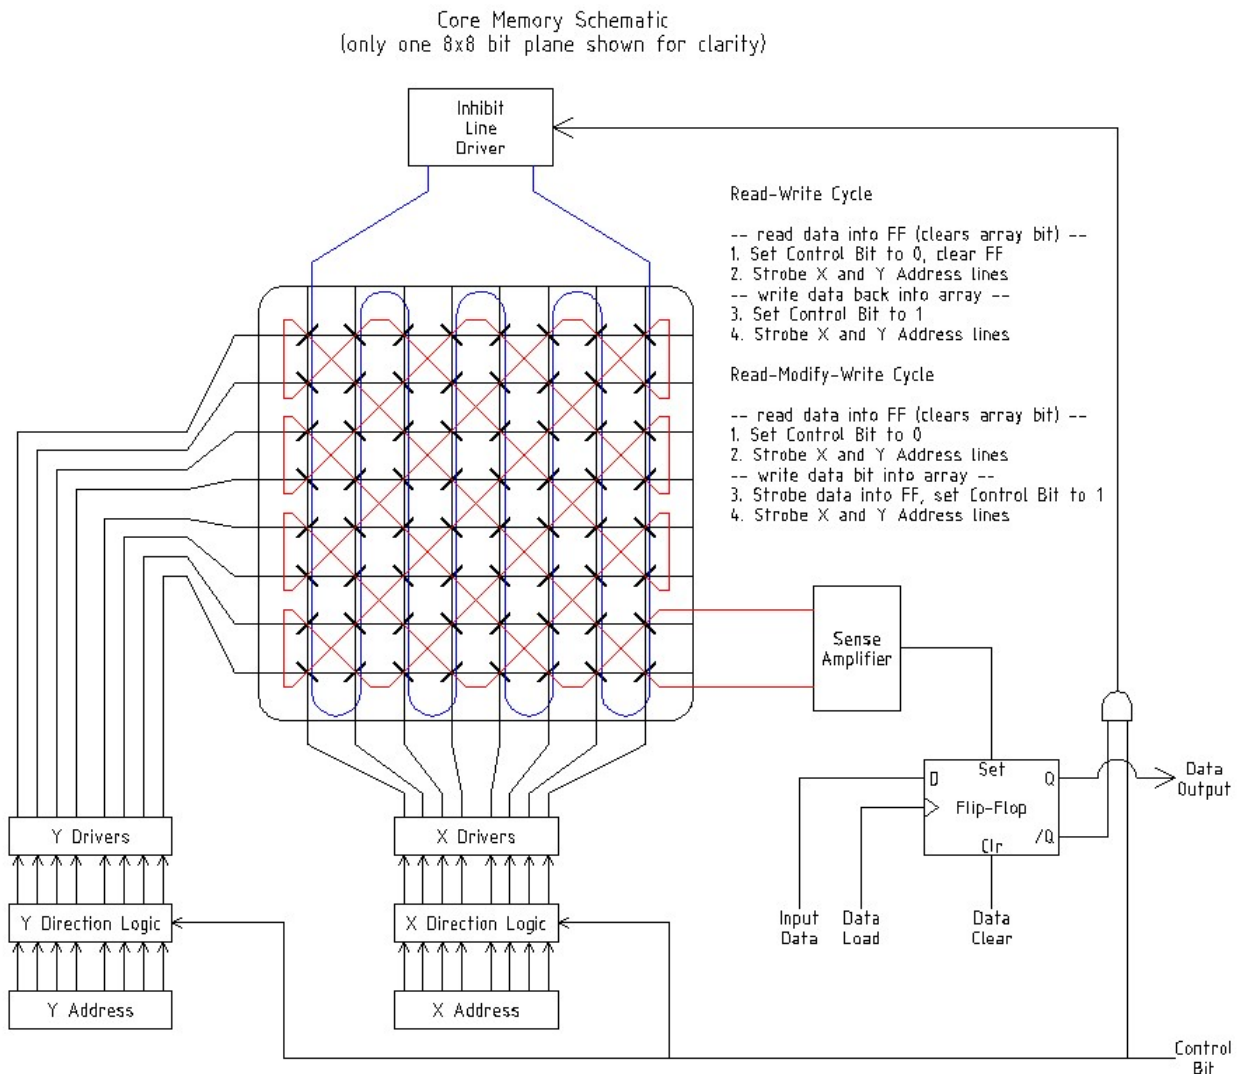 Core Memory Schematic
(only one 8x8 bit plane shown for clarity)
Inhibit
Line
Driver
Read-Write Cycle
-- read data into FF (clears array bit) --
1. Set Control Bit to 0, clear FF
2. Strobe X and Y Address lines
-- write data back into array --
3. Set Control Bit to 1
4. Strobe X and Y Address lines
Read-Modify-Write Cycle
-- read data into FF (clears array bit) --
1. Set Control Bit to 0
2. Strobe X and Y Address lines
-- write data bit into array --
3. Strobe data into FF, set Control Bit to 1
4. Strobe X and Y Address lines
Sense
Amplifier
Set
D
Q
Flip-Flop
/Q
Clr
Data
Output
Input
Data
Data
Load
Data
Clear
Y Drivers
X Drivers
Y Direction Logic
X Direction Logic
Y Address
X Address
Control
Bit